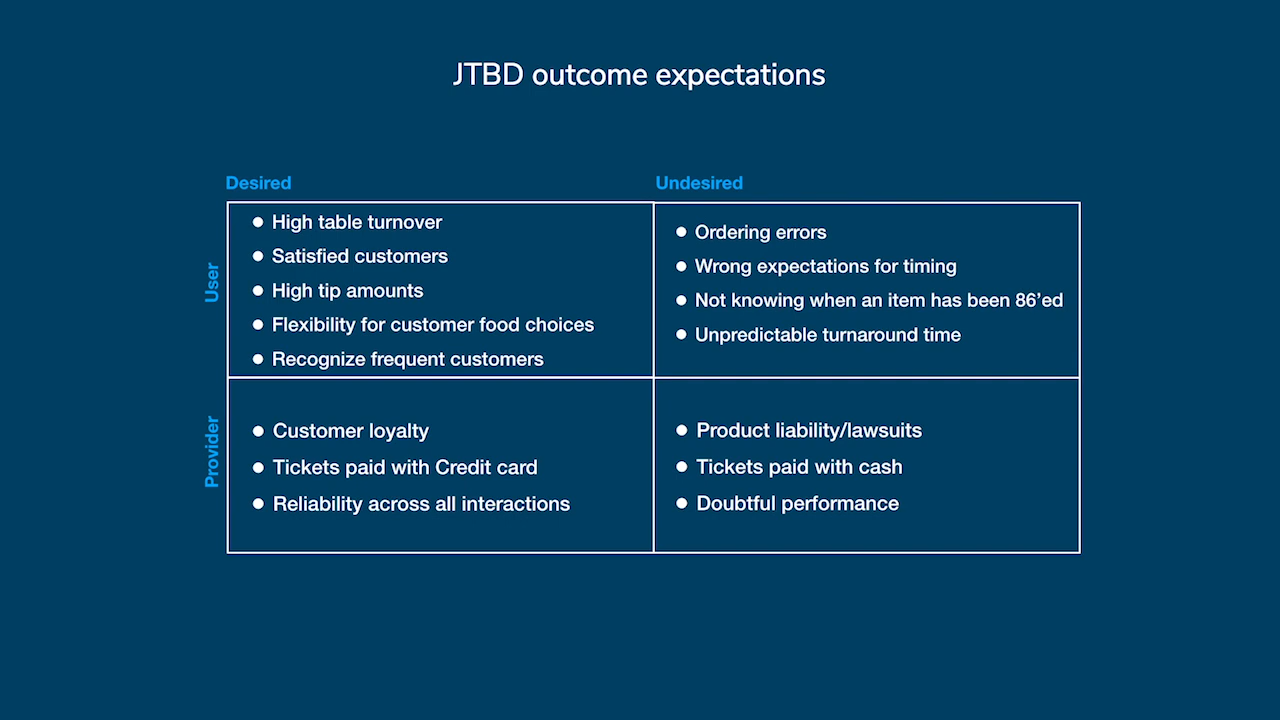 JTBD outcome expectations
Desired
Undesired
User
● High table turnover
● Satisfied customers
● High tip amounts
● Flexibility for customer food choices
● Recognize frequent customers
● Ordering errors
● Wrong expectations for timing
● Not knowing when an item has been 86’ed
● Unpredictable turnaround time
Provider
● Customer loyalty
● Tickets paid with Credit card
● Reliability across all interactions
● Product liability/lawsuits
● Tickets paid with cash
● Doubtful performance